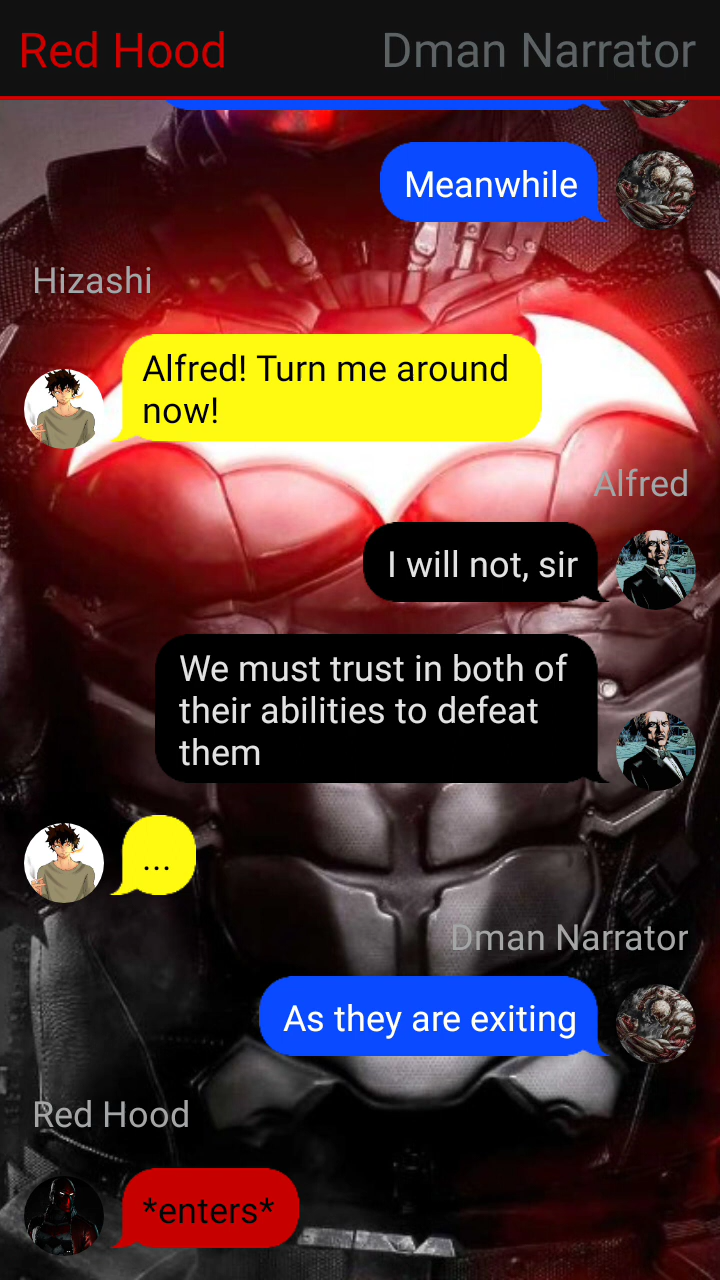 Red Hood
Dman Narrator
Meanwhile
Hizashi
Alfred! Turn me around
now!
Alfred
I will not, sir
We must trust in both of
their abilities to defeat
them
...
Dman Narrator
As they are exiting
Red Hood
*enters*